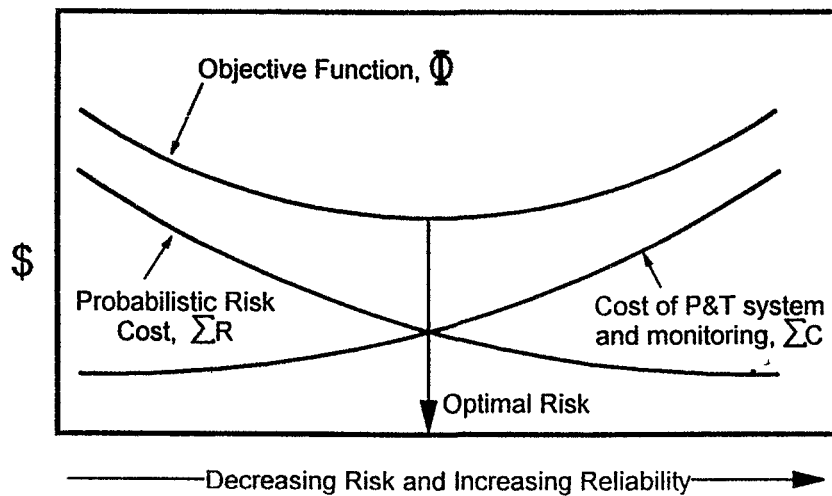 Objective Function, Φ
$
Probabilistic Risk
Cost, ΣR
Cost of P&T system
and monitoring, ΣC
Optimal Risk
Decreasing Risk and Increasing Reliability